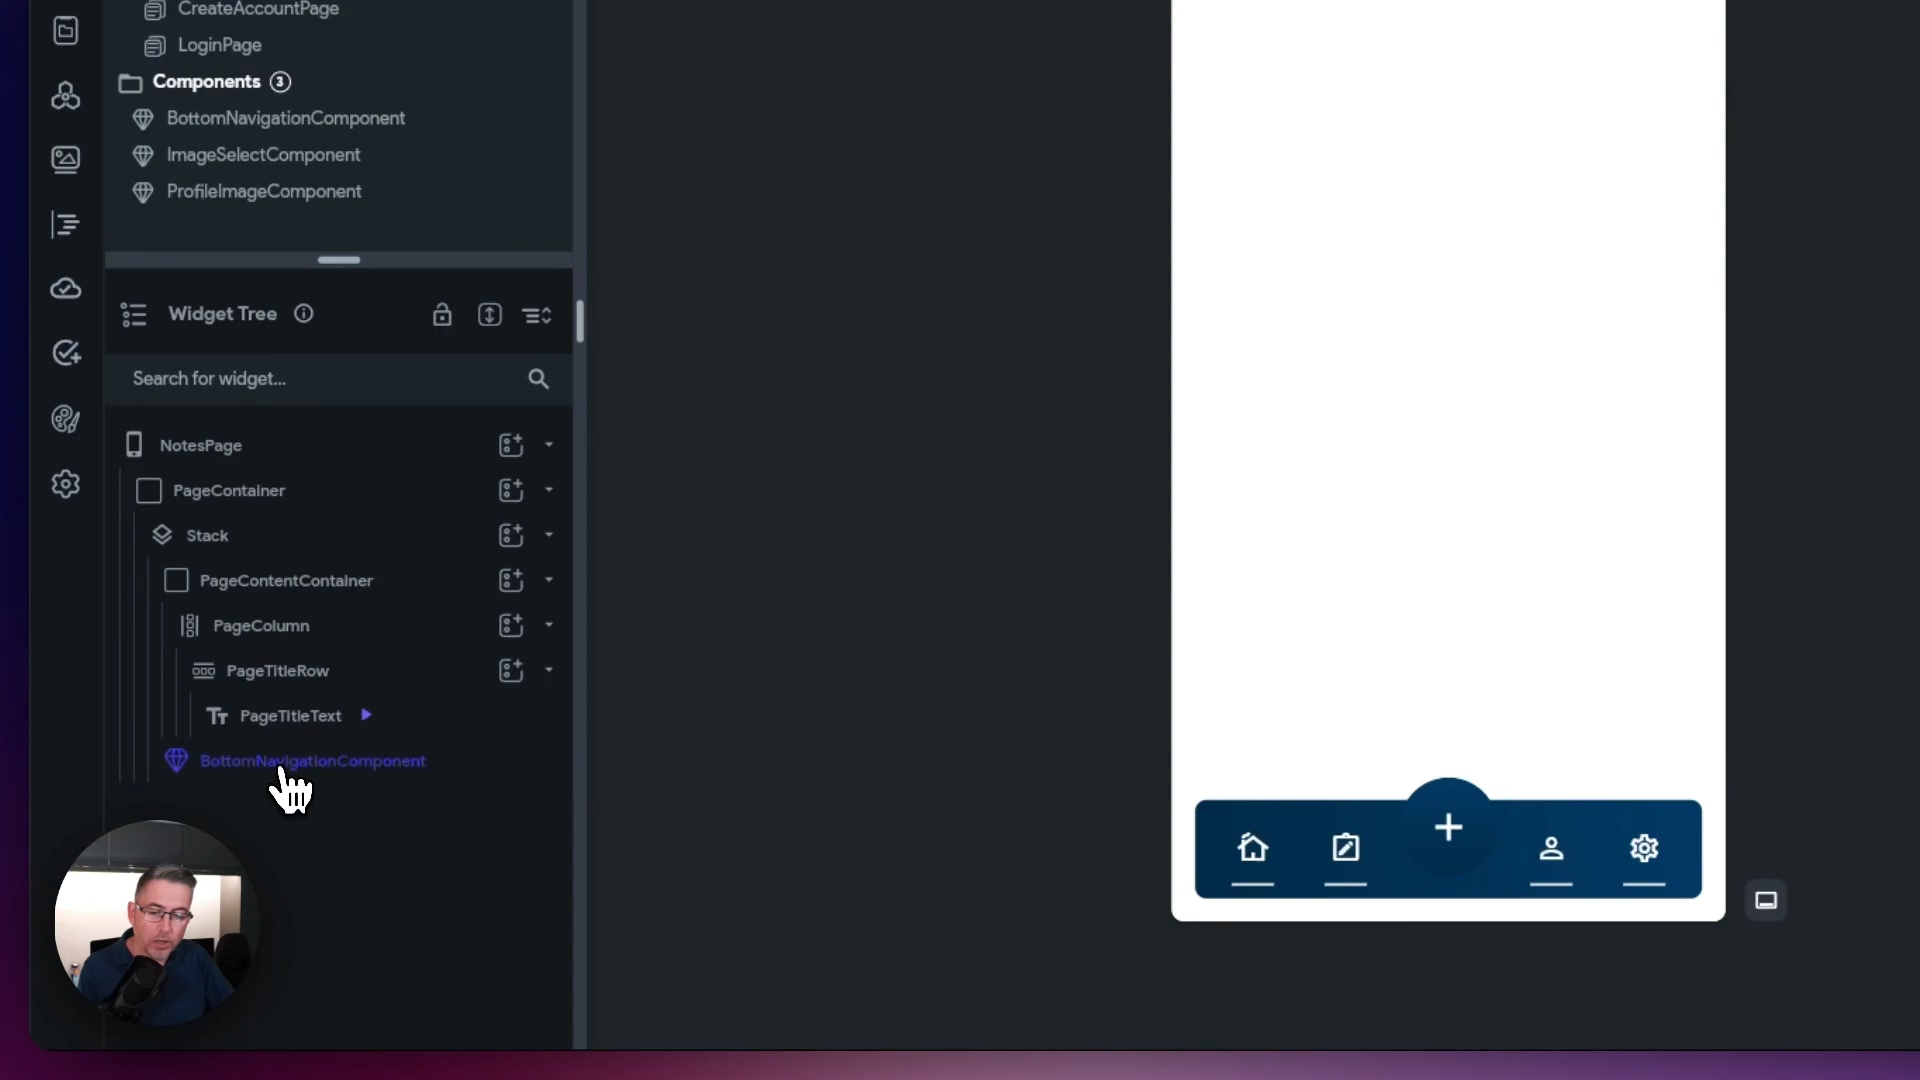 CreateAccountPage
LoginPage
Components 3
BottomNavigationComponent
ImageSelectComponent
ProfileImageComponent
Widget Tree
Search for widget...
NotesPage
PageContainer
Stack
PageContentContainer
PageColumn
PageTitleRow
PageTitleText
BottomNavigationComponent